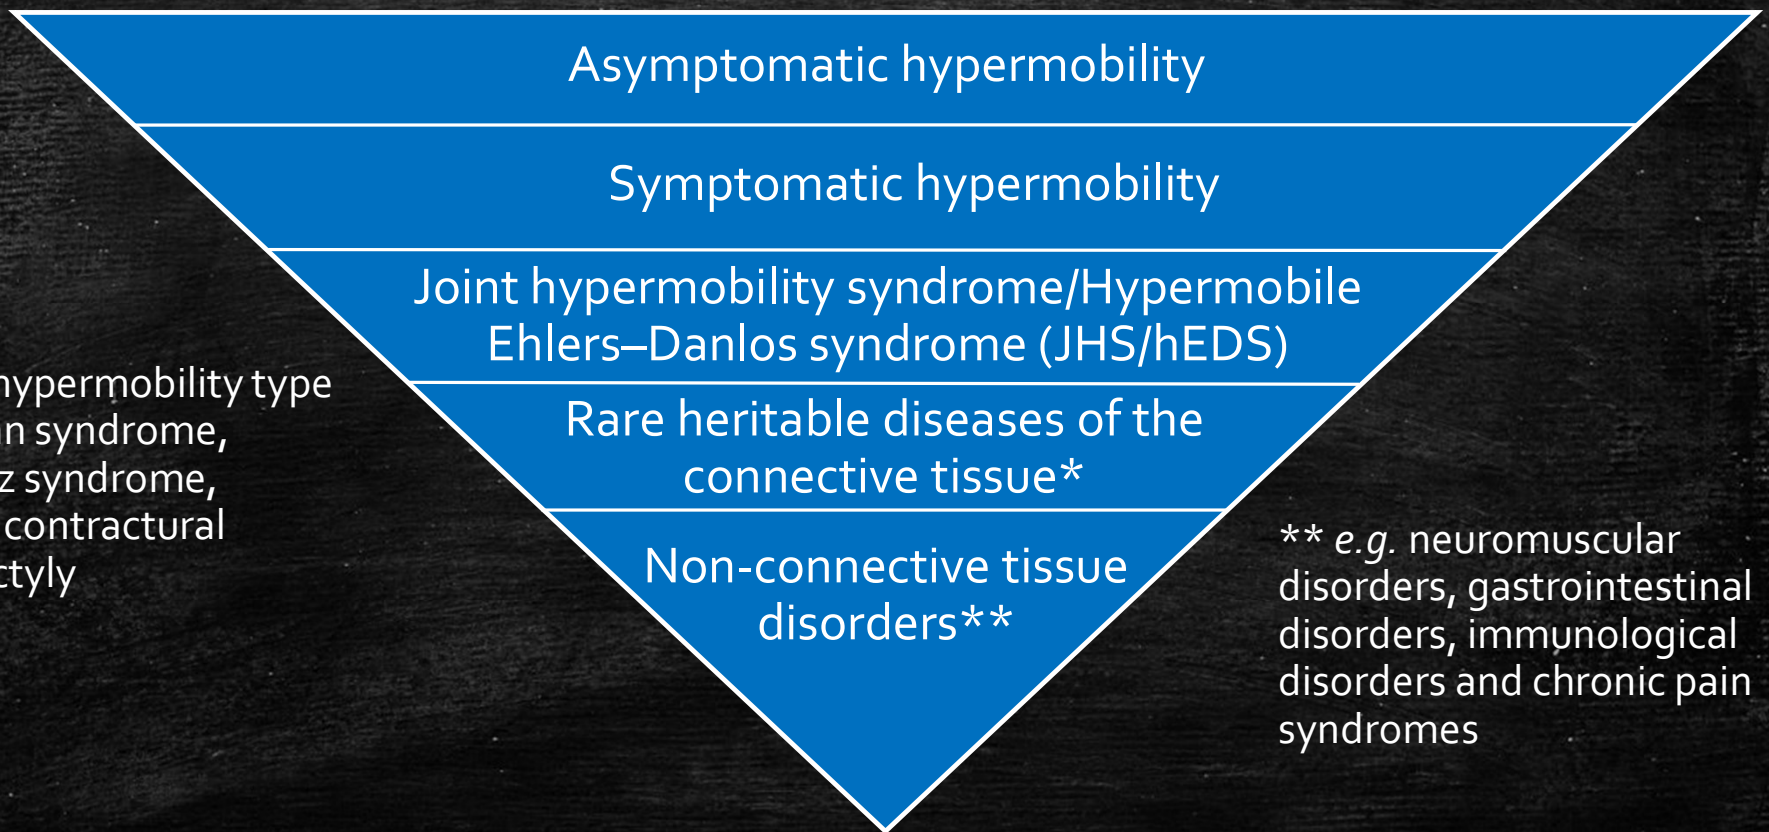 Asymptomatic hypermobility
Symptomatic hypermobility
Joint hypermobility syndrome/Hypermobile
Ehlers–Danlos syndrome (JHS/hEDS)
Rare heritable diseases of the
connective tissue*
Non-connective tissue
disorders**
hypermobility type
syndrome,
syndrome,
contractural
** e.g. neuromuscular
disorders, gastrointestinal
disorders, immunological
disorders and chronic pain
syndromes